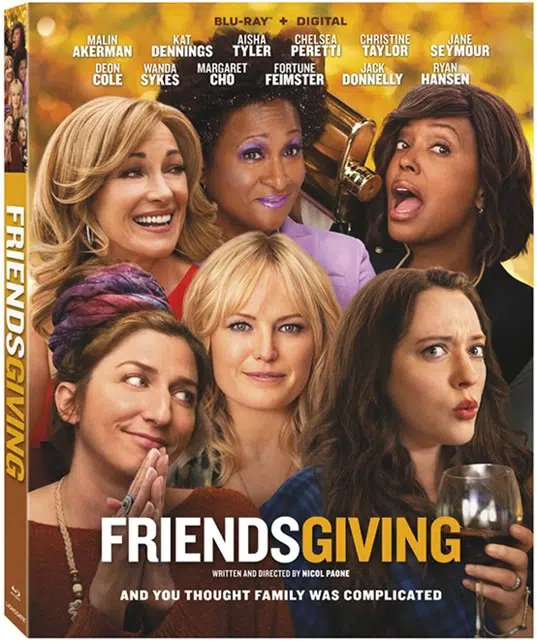 BLU-RAY™ + DIGITAL
MALIN AKERMAN
KAT DENNINGS
AISHA TYLER
CHELSEA PERETTI
CHRISTINE TAYLOR
JANE SEYMOUR
DEON COLE
WANDA SYKES
MARGARET CHO
FORTUNE FEIMSTER
JACK DONNELLY
RYAN HANSEN
FRIENDSGIVING
FRIENDSGIVING
WRITTEN AND DIRECTED BY NICOL PAONE
AND YOU THOUGHT FAMILY WAS COMPLICATED
LIONSGATE